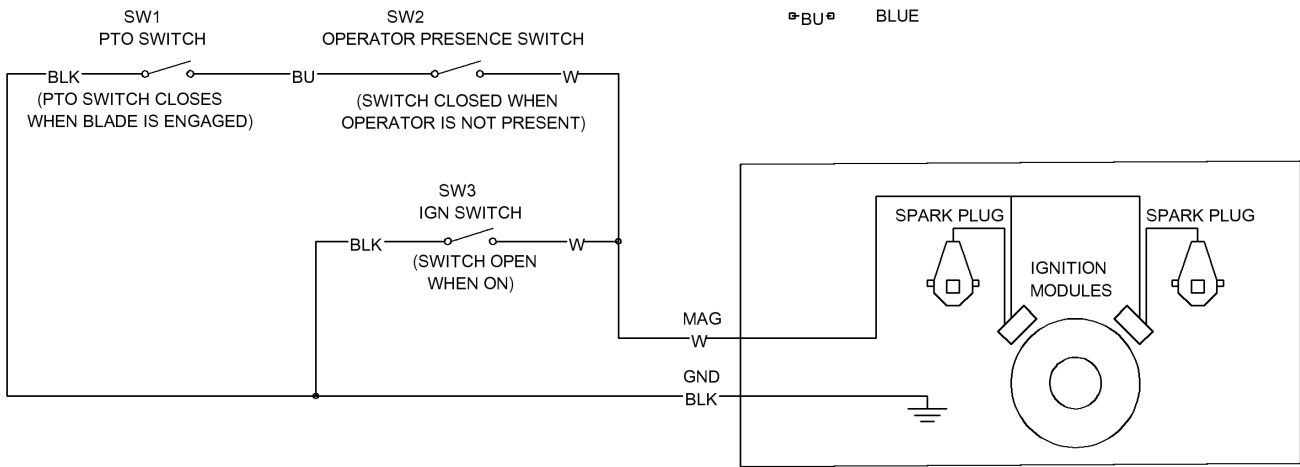 SW1
PTO SWITCH
SW2
OPERATOR PRESENCE SWITCH
BU BLUE
BLK
BU
W
(PTO SWITCH CLOSES
WHEN BLADE IS ENGAGED)
(SWITCH CLOSED WHEN
OPERATOR IS NOT PRESENT)
SW3
IGN SWITCH
BLK
W
(SWITCH OPEN
WHEN ON)
SPARK PLUG
SPARK PLUG
IGNITION
MODULES
MAG
W
GND
BLK